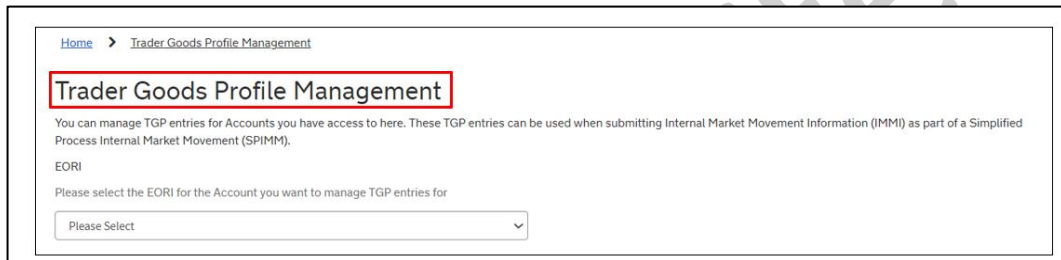 Home > Trader Goods Profile Management
Trader Goods Profile Management
You can manage TGP entries for Accounts you have access to here. These TGP entries can be used when submitting Internal Market Movement Information (IMMI) as part of a Simplified
Process Internal Market Movement (SPIMM).
EORI
Please select the EORI for the Account you want to manage TGP entries for
Please Select